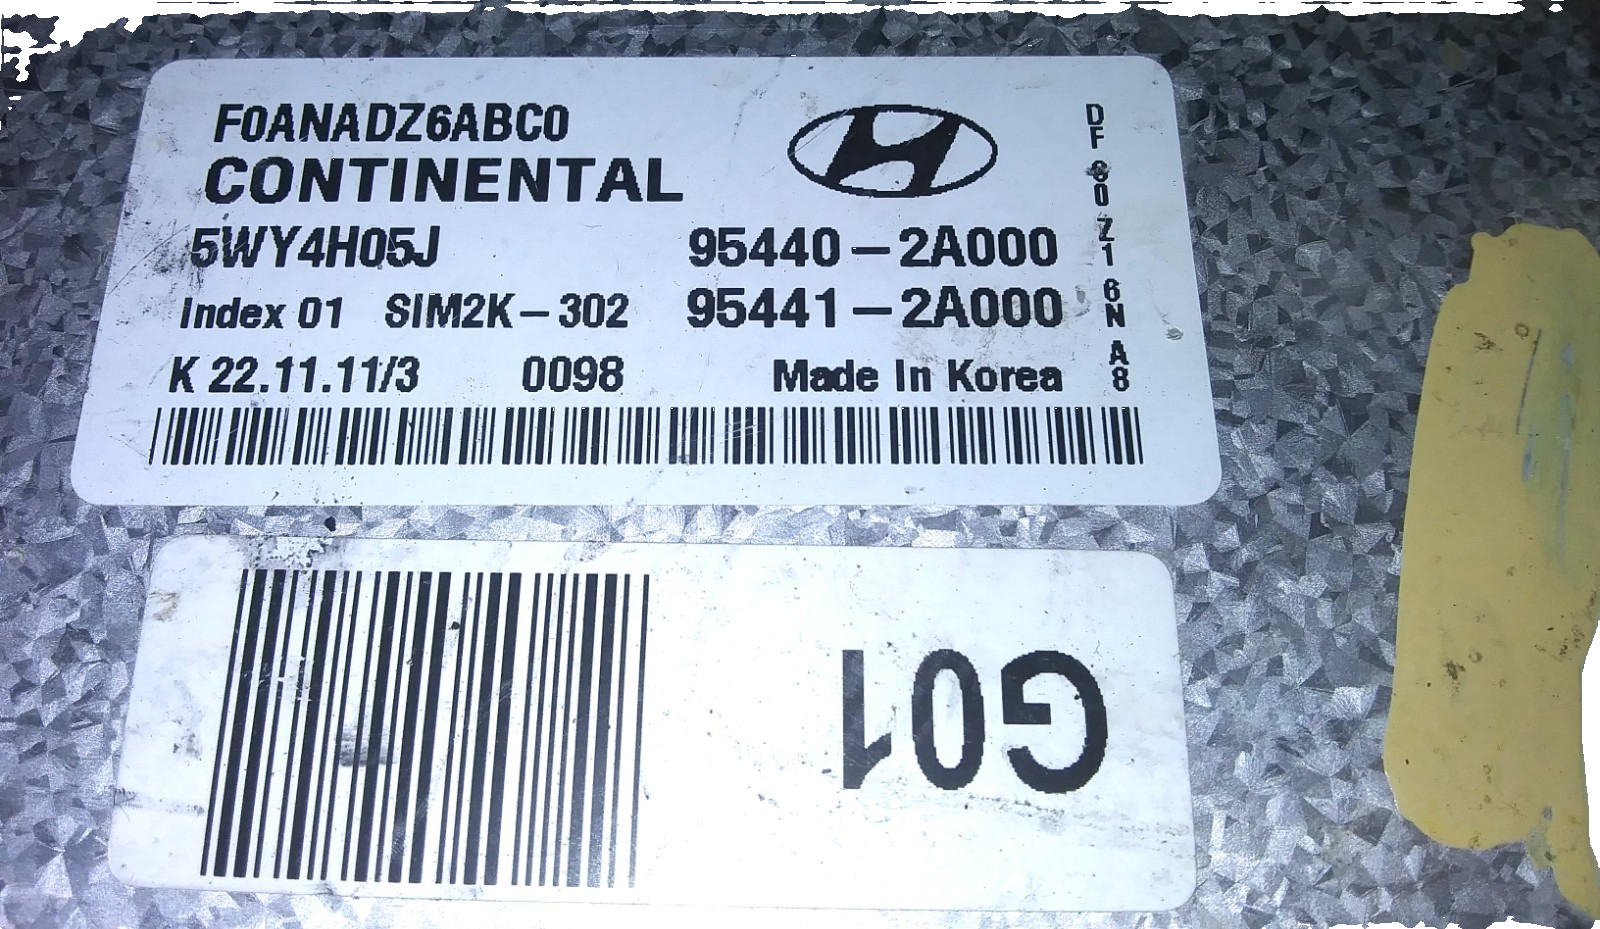 F0ANADZ6ABC0
CONTINENTAL
5WY4H05J 95440-2A000
Index 01 SIM2K-302 95441-2A000
K 22.11.11/3 0098 Made In Korea
G01